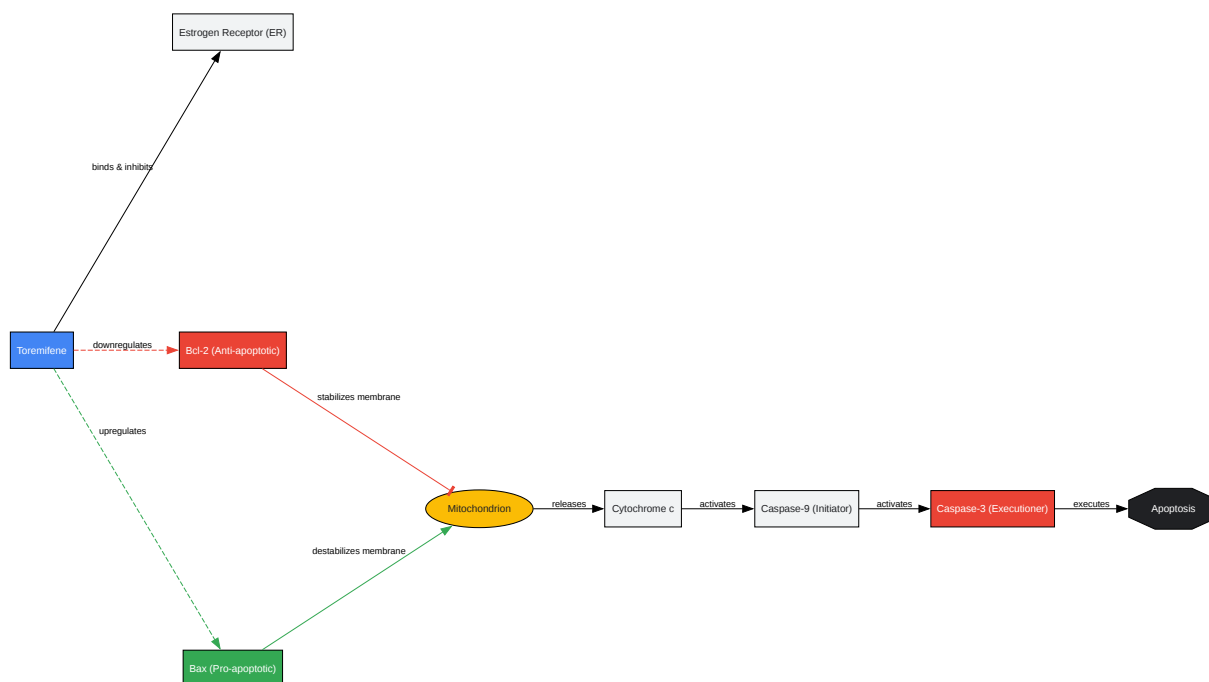 Estrogen Receptor (ER)
binds & inhibits
Toremifene
downregulates
Bcl-2 (Anti-apoptotic)
stabilizes membrane
upregulates
Mitochondrion
releases
Cytochrome c
activates
Caspase-9 (Initiator)
activates
Caspase-3 (Executioner)
executes
Apoptosis
destabilizes membrane
Bax (Pro-apoptotic)